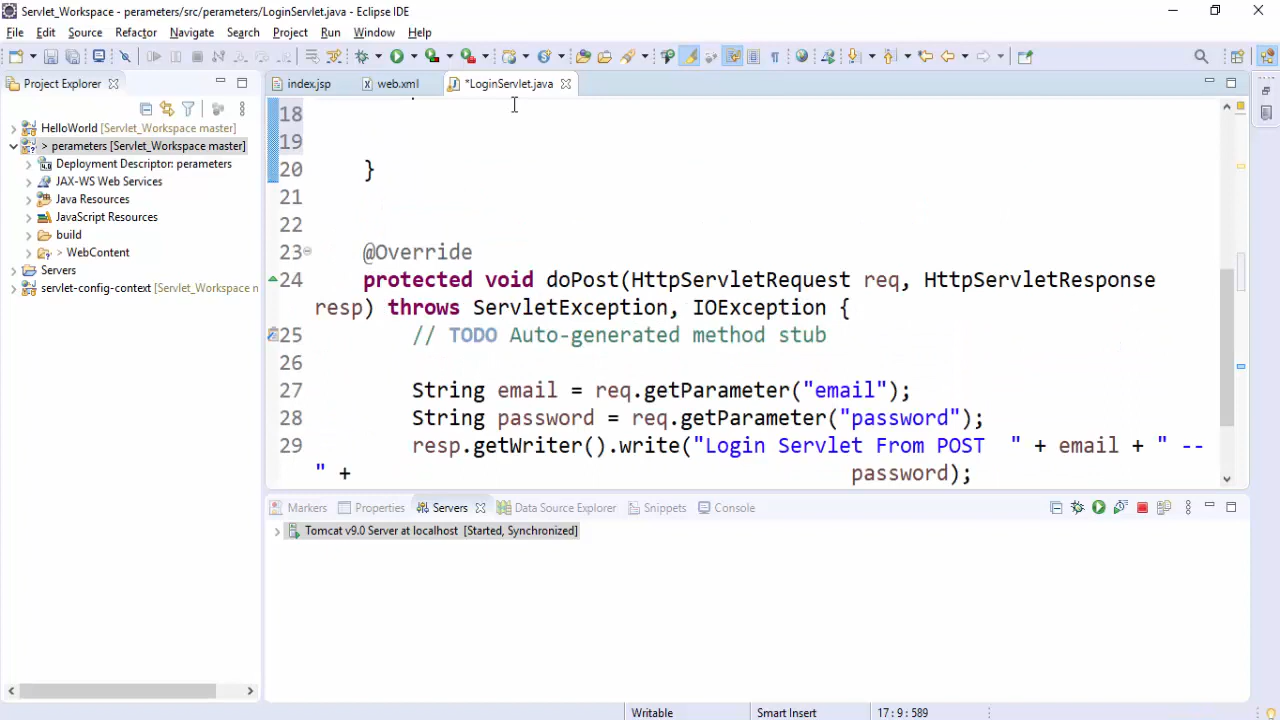 Servlet_Workspace - perameters/src/perameters/LoginServlet.java - Eclipse IDE
File Edit Source Refactor Navigate Search Project Run Window Help
Project Explorer
index.jsp
web.xml
*LoginServlet.java
HelloWorld [Servlet_Workspace master]
> perameters [Servlet_Workspace master]
Deployment Descriptor: perameters
JAX-WS Web Services
Java Resources
JavaScript Resources
build
> WebContent
Servers
servlet-config-context [Servlet_Workspace n
18
19
20 }
21
22
23 @Override
24 protected void doPost(HttpServletRequest req, HttpServletResponse
resp) throws ServletException, IOException {
25 // TODO Auto-generated method stub
26
27 String email = req.getParameter("email");
28 String password = req.getParameter("password");
29 resp.getWriter().write("Login Servlet From POST  " + email + " --
" + password);
Markers Properties Servers Data Source Explorer Snippets Console
Tomcat v9.0 Server at localhost [Started, Synchronized]
Writable Smart Insert 17 : 9 : 589